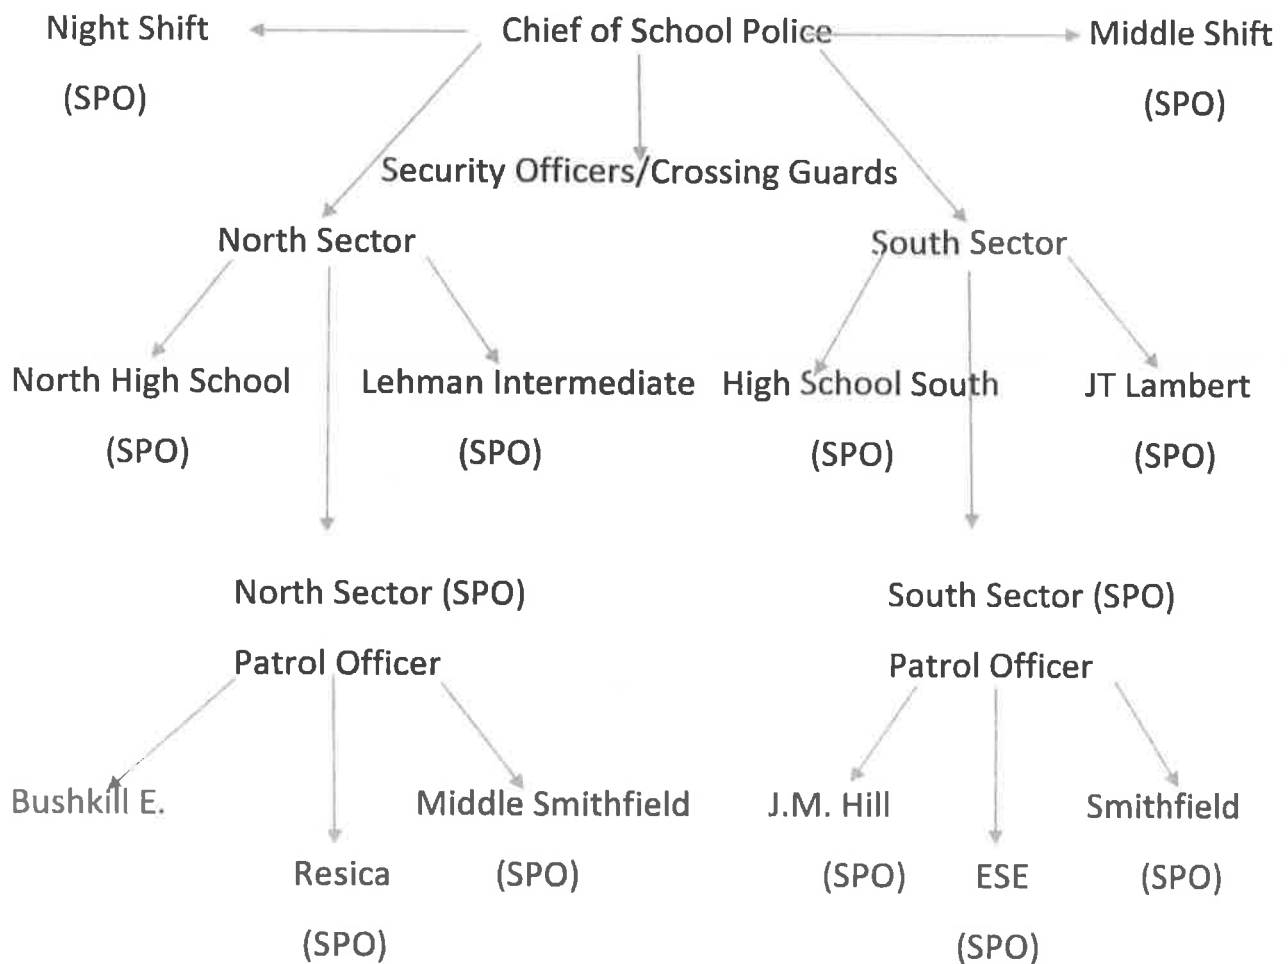 Night Shift
Chief of School Police
Middle Shift
(SPO)
(SPO)
Security Officers/Crossing Guards
North Sector
South Sector
North High School
Lehman Intermediate
High School South
JT Lambert
(SPO)
(SPO)
(SPO)
(SPO)
North Sector (SPO)
South Sector (SPO)
Patrol Officer
Patrol Officer
Bushkill E.
Middle Smithfield
J.M. Hill
Smithfield
Resica
(SPO)
(SPO)
ESE
(SPO)
(SPO)
(SPO)